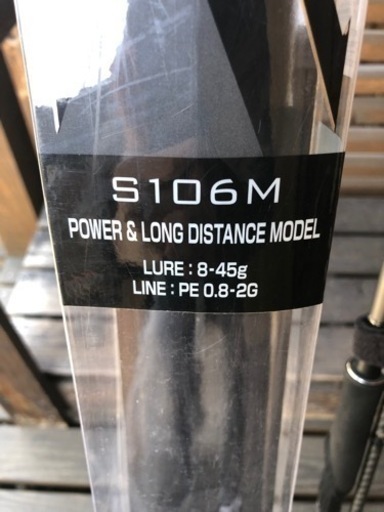 S106M
POWER & LONG DISTANCE MODEL
LURE : 8-45g
LINE : PE 0.8-2G